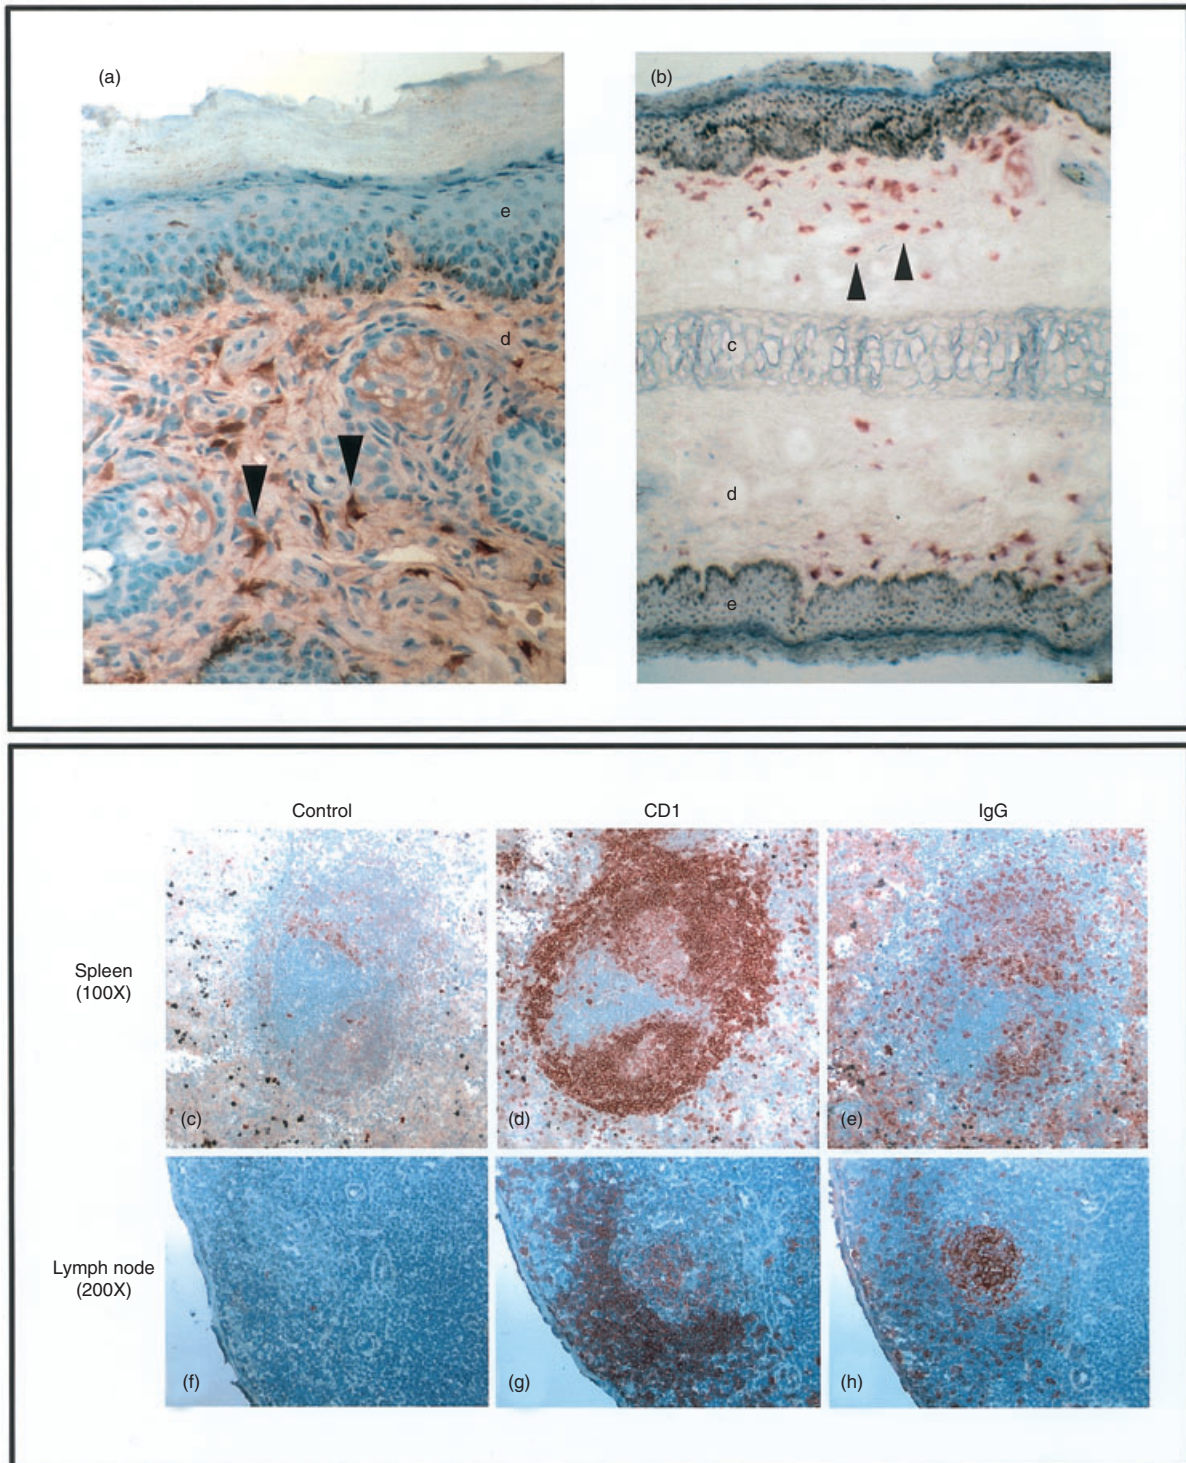 (a)
(b)
e
d
c
d
e
Control
CD1
IgG
Spleen
(100X)
(c)
(d)
(e)
Lymph node
(200X)
(f)
(g)
(h)